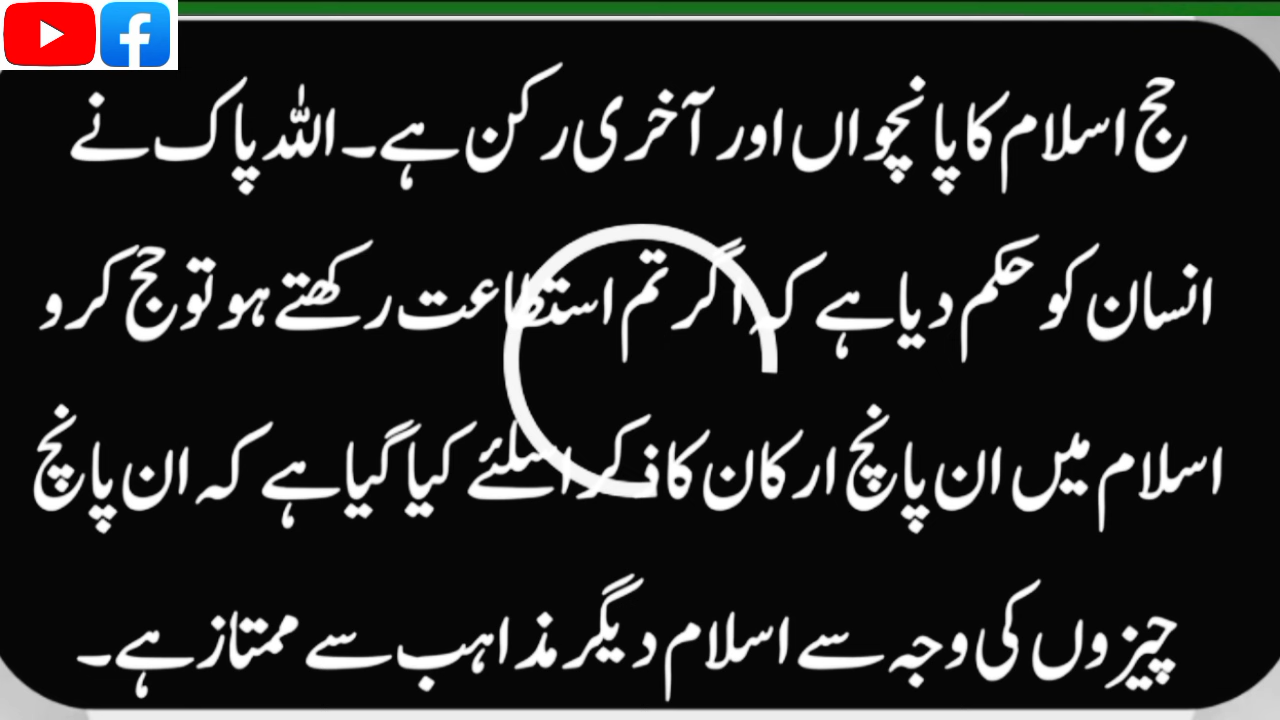 حج اسلام کا پانچواں اور آخری رکن ہے۔ اللہ پاک نے
انسان کو حکم دیا ہے کہ اگر تم استطاعت رکھتے ہو تو حج کرو
اسلام میں ان پانچ ارکان کا ذکر اسلئے کیا گیا ہے کہ ان پانچ
چیزوں کی وجہ سے اسلام دیگر مذاہب سے ممتاز ہے۔